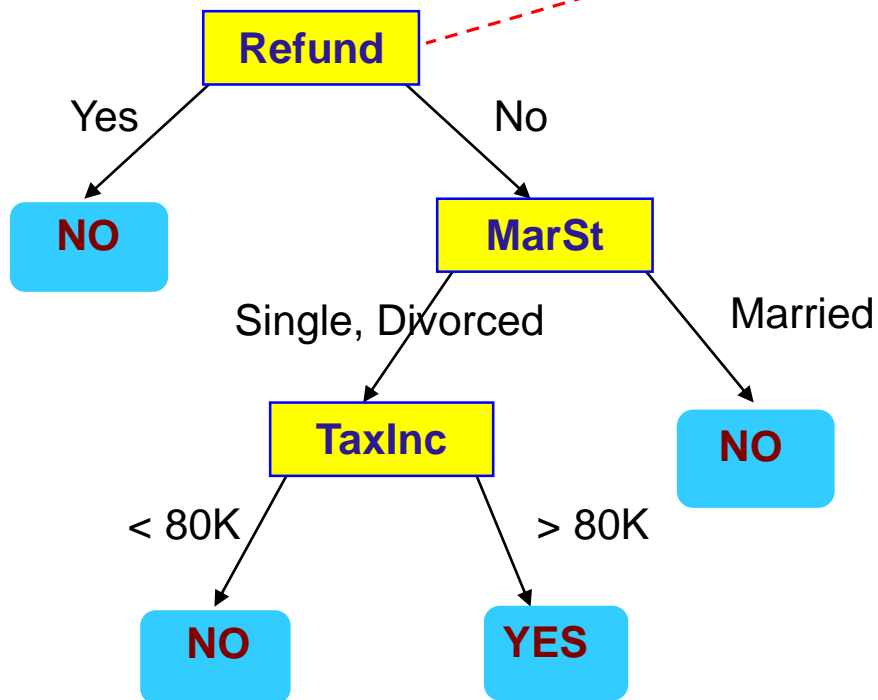 Refund
Yes
No
NO
MarSt
Single, Divorced
Married
TaxInc
NO
< 80K
> 80K
NO
YES